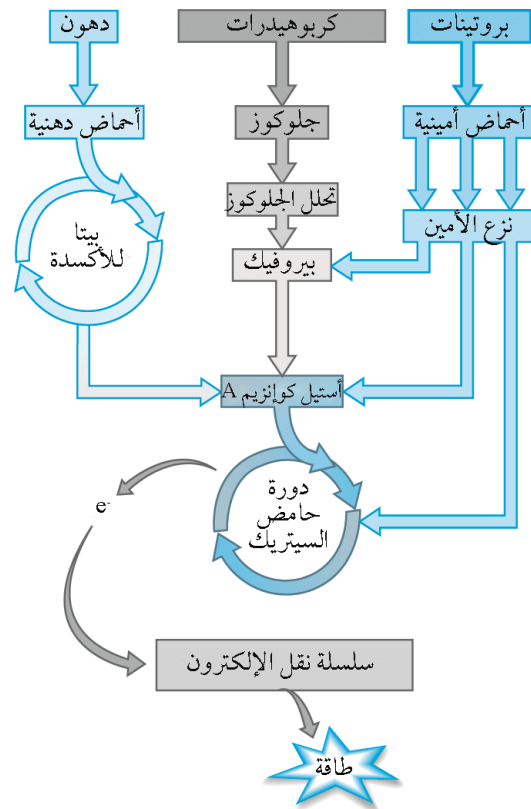 بروتينات
كربوهيدرات
دهون
أحماض أمينية
جلوكوز
أحماض دهنية
نزع الأمين
تحلل الجلوكوز
بيتا
للأكسدة
بيروفيك
أستيل كوإنزيم A
دورة
حامض
السيتريك
e-
سلسلة نقل الإلكترون
طاقة